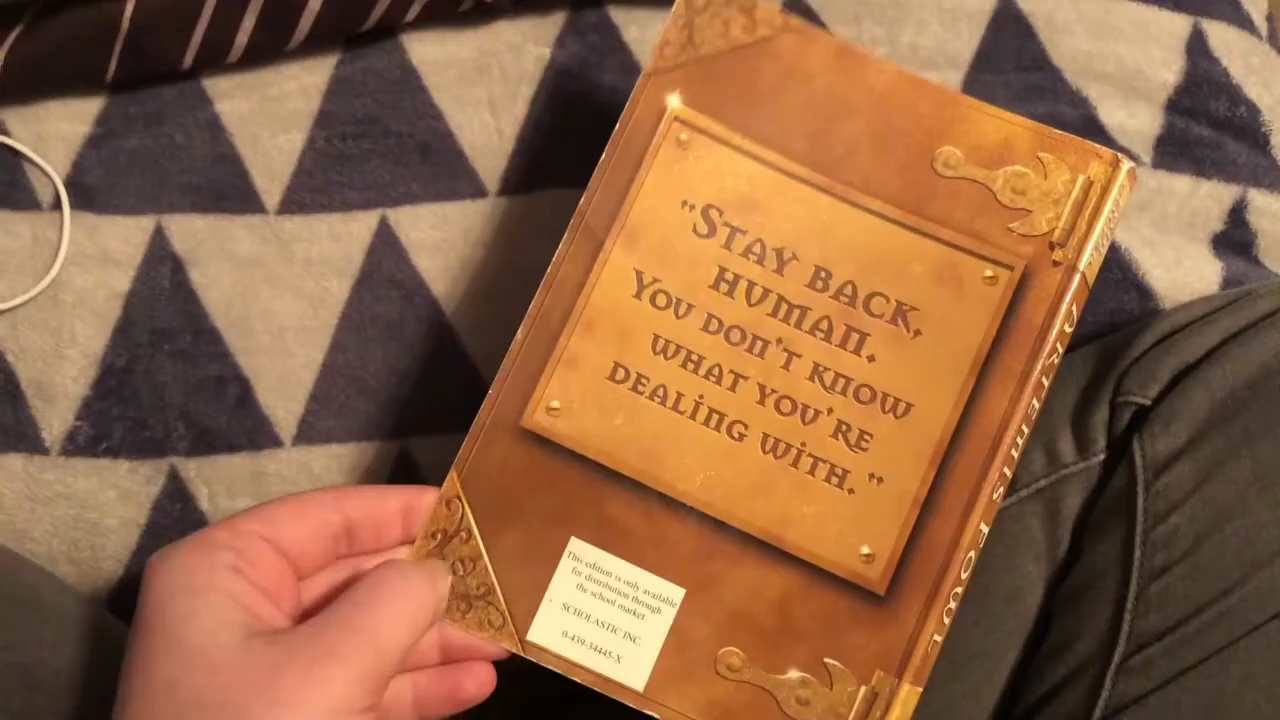 "STAY BACK,
HUMAN.
YOU DON'T KNOW
WHAT YOU'RE
DEALING WITH."
This edition is only available
for distribution through
the school market.
SCHOLASTIC INC.
0-439-34445-X
ARTEMIS FOWL